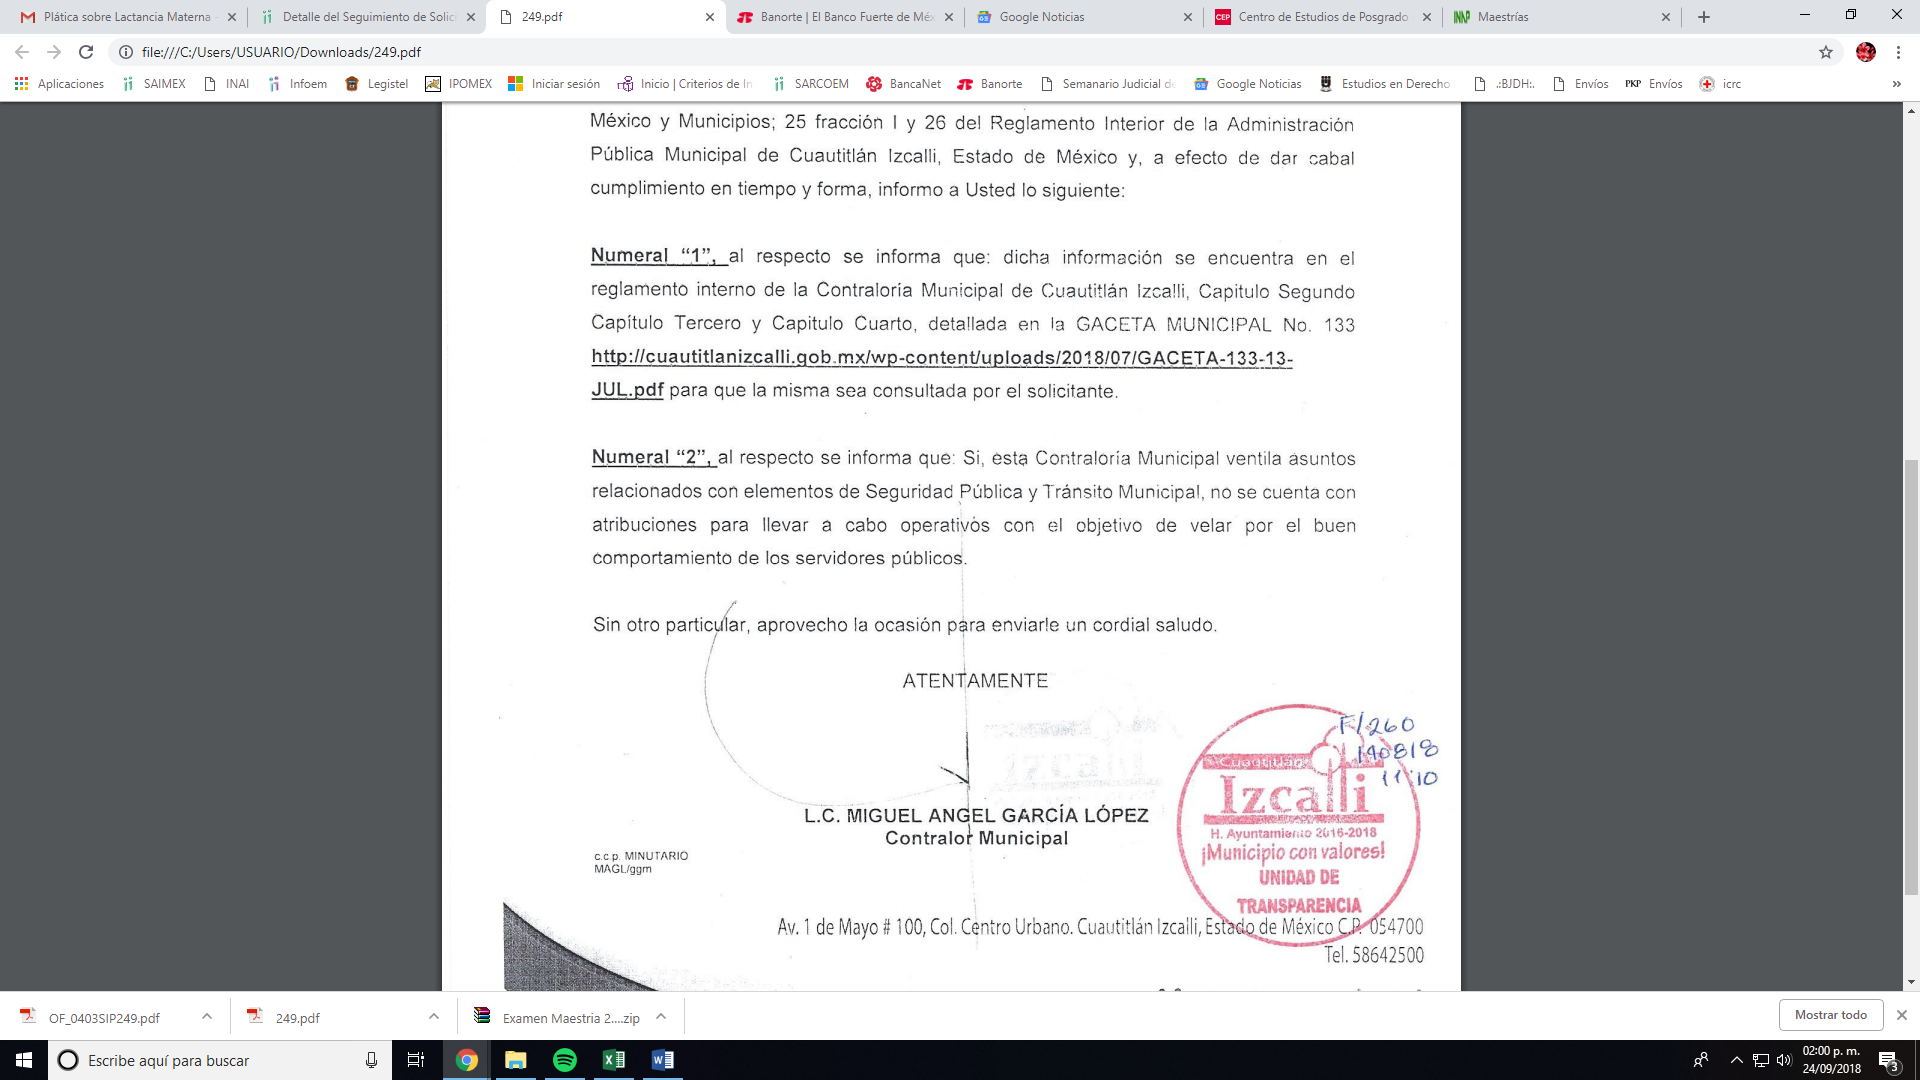 Plática sobre Lactancia Materna -
Detalle del Seguimiento de Solici
249.pdf
Banorte | El Banco Fuerte de Méx
Google Noticias
Centro de Estudios de Posgrado
Maestrías
file:///C:/Users/USUARIO/Downloads/249.pdf
Aplicaciones
SAIMEX
INAI
Infoem
Legistel
IPOMEX
Iniciar sesión
Inicio | Criterios de In
SARCOEM
BancaNet
Banorte
Semanario Judicial de
Google Noticias
Estudios en Derecho
.:BJDH:.
Envíos
PKP Envíos
icrc
»
México y Municipios; 25 fracción I y 26 del Reglamento Interior de la Administración
Pública Municipal de Cuautitlán Izcalli, Estado de México y, a efecto de dar cabal
cumplimiento en tiempo y forma, informo a Usted lo siguiente:
Numeral “1”, al respecto se informa que: dicha información se encuentra en el
reglamento interno de la Contraloría Municipal de Cuautitlán Izcalli, Capitulo Segundo
Capítulo Tercero y Capitulo Cuarto, detallada en la GACETA MUNICIPAL No. 133
http://cuautitlanizcalli.gob.mx/wp-content/uploads/2018/07/GACETA-133-13-
JUL.pdf para que la misma sea consultada por el solicitante.
Numeral “2”, al respecto se informa que: Si, esta Contraloría Municipal ventila asuntos
relacionados con elementos de Seguridad Pública y Tránsito Municipal, no se cuenta con
atribuciones para llevar a cabo operativos con el objetivo de velar por el buen
comportamiento de los servidores públicos.
Sin otro particular, aprovecho la ocasión para enviarle un cordial saludo.
ATENTAMENTE
F/260
140818
11:10
Cuautitlán
Izcalli
H. Ayuntamiento 2016-2018
¡Municipio con valores!
UNIDAD DE
TRANSPARENCIA
L.C. MIGUEL ANGEL GARCÍA LÓPEZ
Contralor Municipal
c.c.p. MINUTARIO
MAGL/ggm
Av. 1 de Mayo # 100, Col. Centro Urbano. Cuautitlán Izcalli, Estado de México C.P. 054700
Tel. 58642500
OF_0403SIP249.pdf
249.pdf
Examen Maestria 2....zip
Mostrar todo
Escribe aquí para buscar
02:00 p. m.
24/09/2018
3